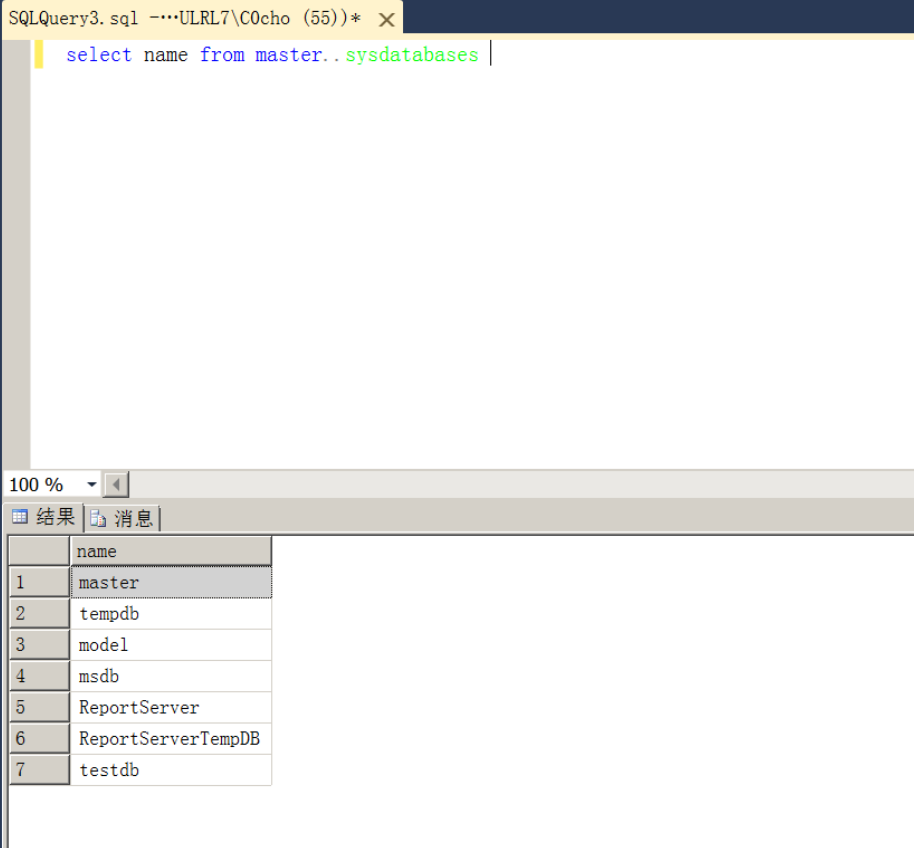 SQLQuery3.sql -···ULRL7\C0cho (55))*
select name from master..sysdatabases
100 %
结果 消息
name
1 master
2 tempdb
3 model
4 msdb
5 ReportServer
6 ReportServerTempDB
7 testdb